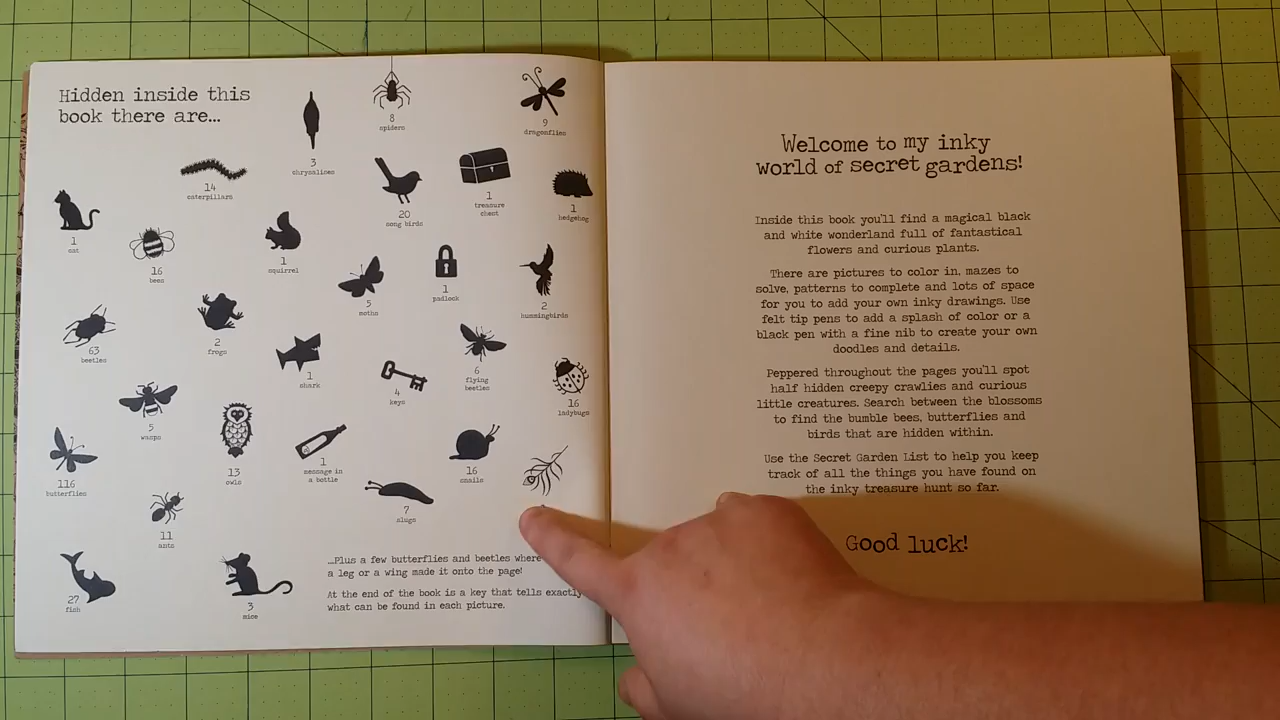 Hidden inside this
book there are...
8
spiders
9
dragonflies
3
chrysalises
14
caterpillars
20
song birds
1
treasure
chest
1
hedgehog
1
cat
16
bees
1
squirrel
5
moths
1
padlock
2
hummingbirds
63
beetles
2
frogs
1
shark
4
keys
6
flying
beetles
16
ladybugs
5
wasps
116
butterflies
13
owls
1
message in
a bottle
16
snails
7
slugs
11
ants
27
fish
3
mice
...Plus a few butterflies and beetles where
a leg or a wing made it onto the page!
At the end of the book is a key that tells exactly
what can be found in each picture.
Welcome to my inky
world of secret gardens!
Inside this book you'll find a magical black
and white wonderland full of fantastical
flowers and curious plants.
There are pictures to color in, mazes to
solve, patterns to complete and lots of space
for you to add your own inky drawings. Use
felt tip pens to add a splash of color or a
black pen with a fine nib to create your own
doodles and details.
Peppered throughout the pages you'll spot
half hidden creepy crawlies and curious
little creatures. Search between the blossoms
to find the bumble bees, butterflies and
birds that are hidden within.
Use the Secret Garden List to help you keep
track of all the things you have found on
the inky treasure hunt so far.
Good luck!